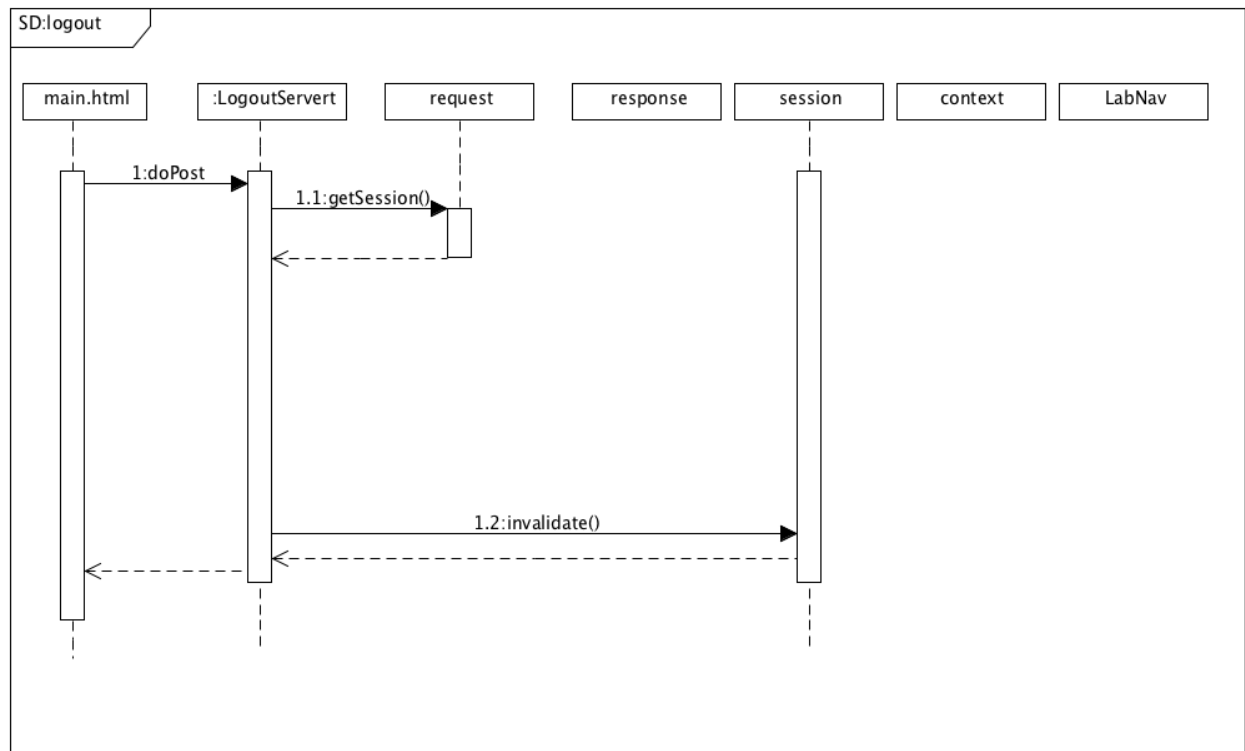 SD:logout
main.html
:LogoutServert
request
response
session
context
LabNav
1:doPost
1.1:getSession()
1.2:invalidate()